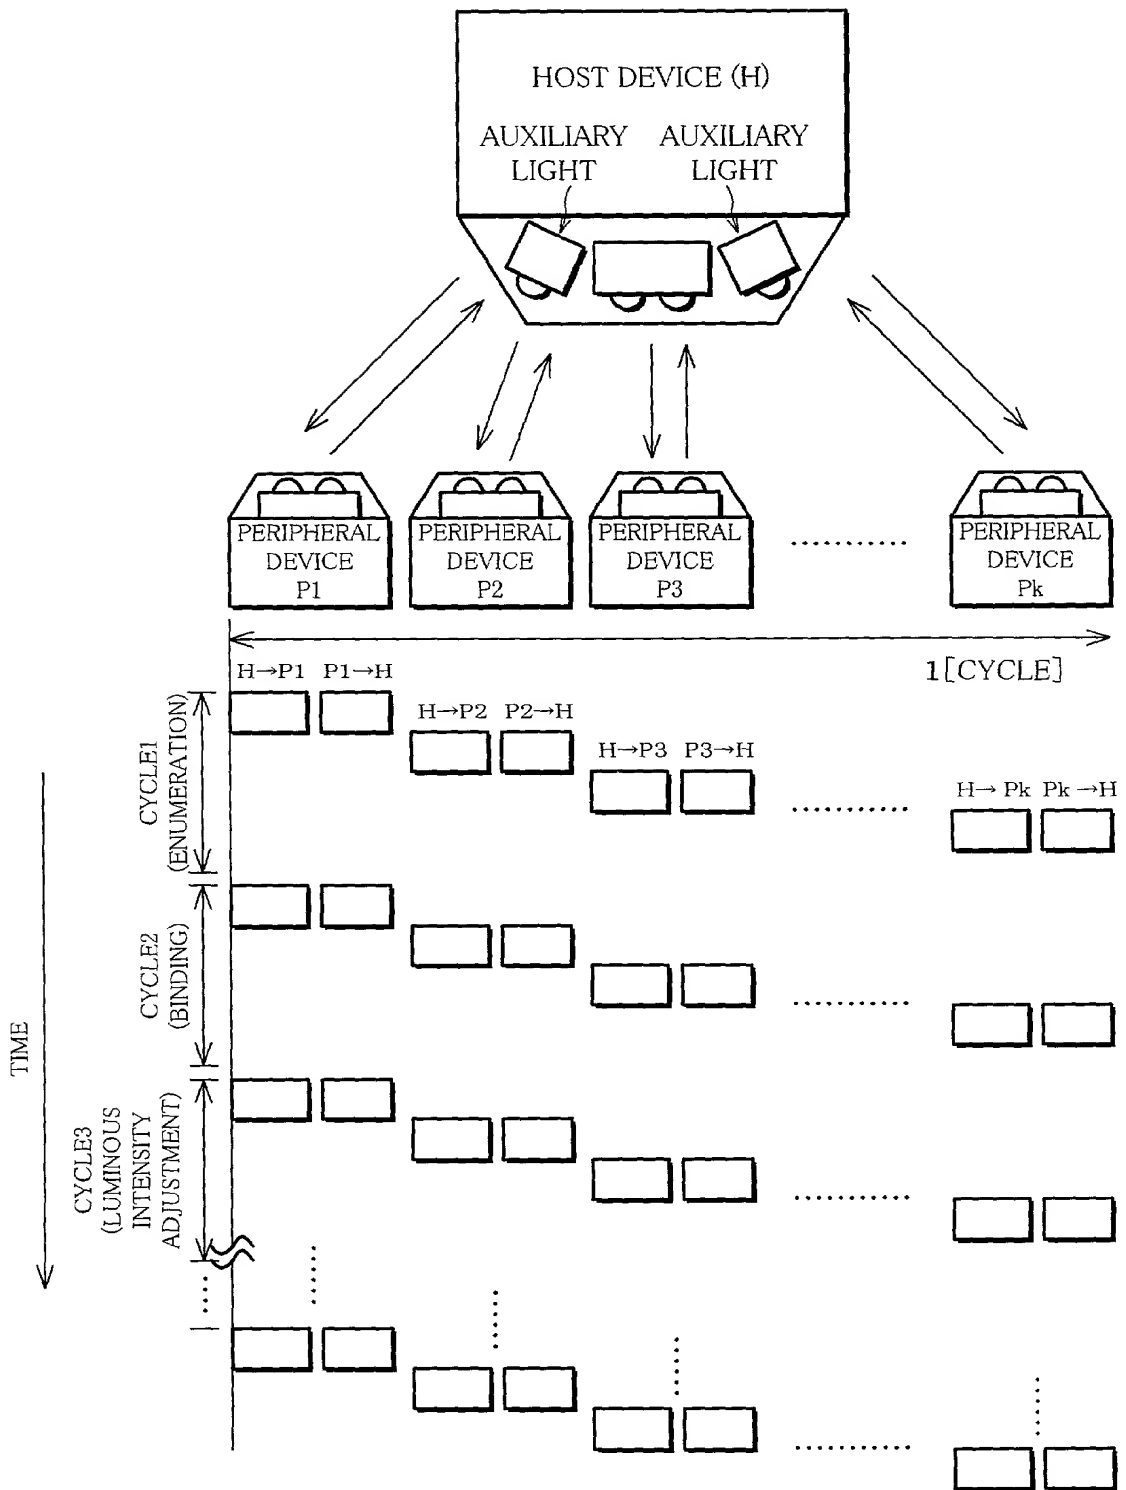 HOST DEVICE (H)
AUXILIARY AUXILIARY
LIGHT LIGHT
PERIPHERAL
DEVICE
P1
PERIPHERAL
DEVICE
P2
PERIPHERAL
DEVICE
P3
PERIPHERAL
DEVICE
Pk
1[CYCLE]
H→P1 P1→H
H→P2 P2→H
H→P3 P3→H
H→ Pk Pk →H
CYCLE1
(ENUMERATION)
CYCLE2
(BINDING)
TIME
CYCLE3
(LUMINOUS
INTENSITY
ADJUSTMENT)